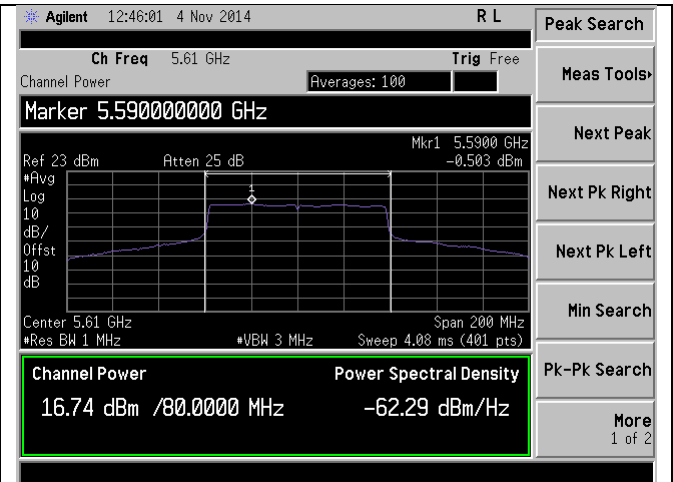 Agilent 12:46:01 4 Nov 2014 R L
Peak Search
Ch Freq 5.61 GHz Trig Free
Channel Power Averages: 100
Meas Tools
Marker 5.590000000 GHz
Next Peak
Mkr1 5.5900 GHz
Ref 23 dBm Atten 25 dB -0.503 dBm
#Avg
Log
10
dB/
Offst
10
dB
1
Next Pk Right
Next Pk Left
Center 5.61 GHz Span 200 MHz
#Res BW 1 MHz #VBW 3 MHz Sweep 4.08 ms (401 pts)
Min Search
Channel Power Power Spectral Density
16.74 dBm /80.0000 MHz -62.29 dBm/Hz
Pk-Pk Search
More
1 of 2